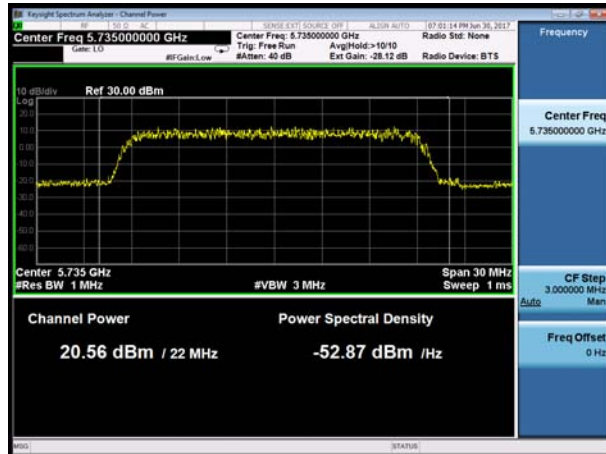 Keysight Spectrum Analyzer - Channel Power
RF 50 Ω AC SENSE:EXT SOURCE OFF ALIGN AUTO 07:01:14 PM Jun 30, 2017
Center Freq 5.735000000 GHz
Gate: LO
#IFGain:Low
Center Freq: 5.735000000 GHz
Trig: Free Run Avg|Hold:>10/10
#Atten: 40 dB Ext Gain: -28.12 dB
Radio Std: None
Radio Device: BTS
10 dB/div Ref 30.00 dBm
Log
20.0
10.0
0.00
-10.0
-20.0
-30.0
-40.0
-50.0
-60.0
Center 5.735 GHz Span 30 MHz
#Res BW 1 MHz #VBW 3 MHz Sweep 1 ms
Channel Power Power Spectral Density
20.56 dBm / 22 MHz -52.87 dBm /Hz
Frequency
Center Freq
5.735000000 GHz
CF Step
3.000000 MHz
Auto Man
Freq Offset
0 Hz
MSG STATUS